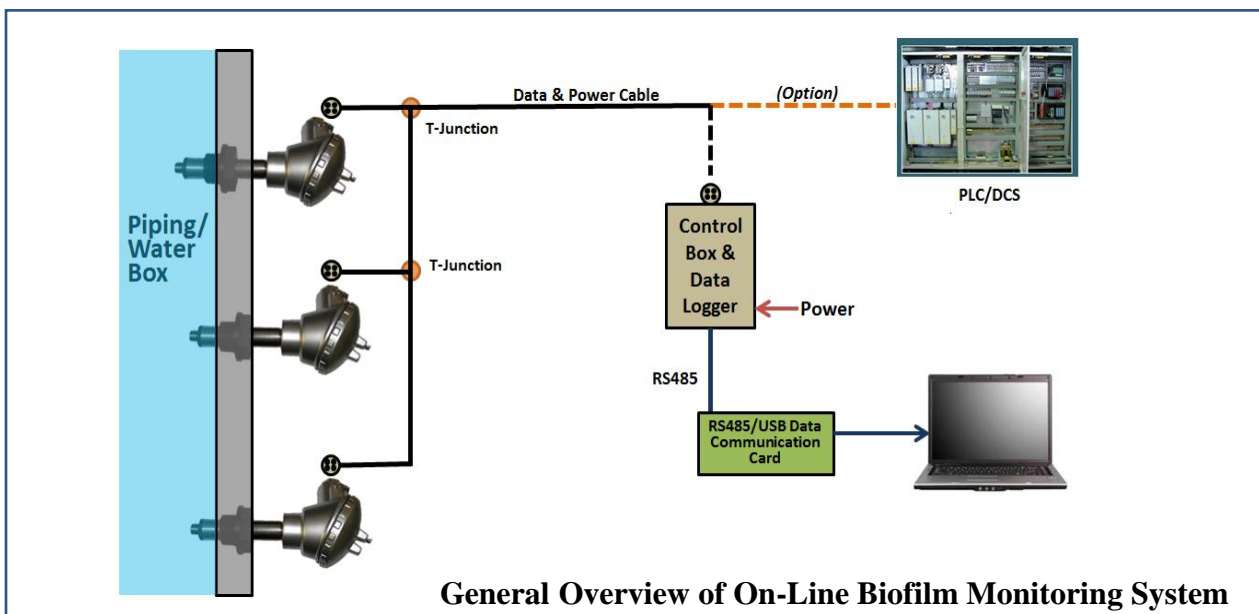 Data & Power Cable
(Option)
T-Junction
PLC/DCS
Piping/
Water
Box
Control
Box &
Data
Logger
T-Junction
Power
RS485
RS485/USB Data
Communication
Card
General Overview of On-Line Biofilm Monitoring System